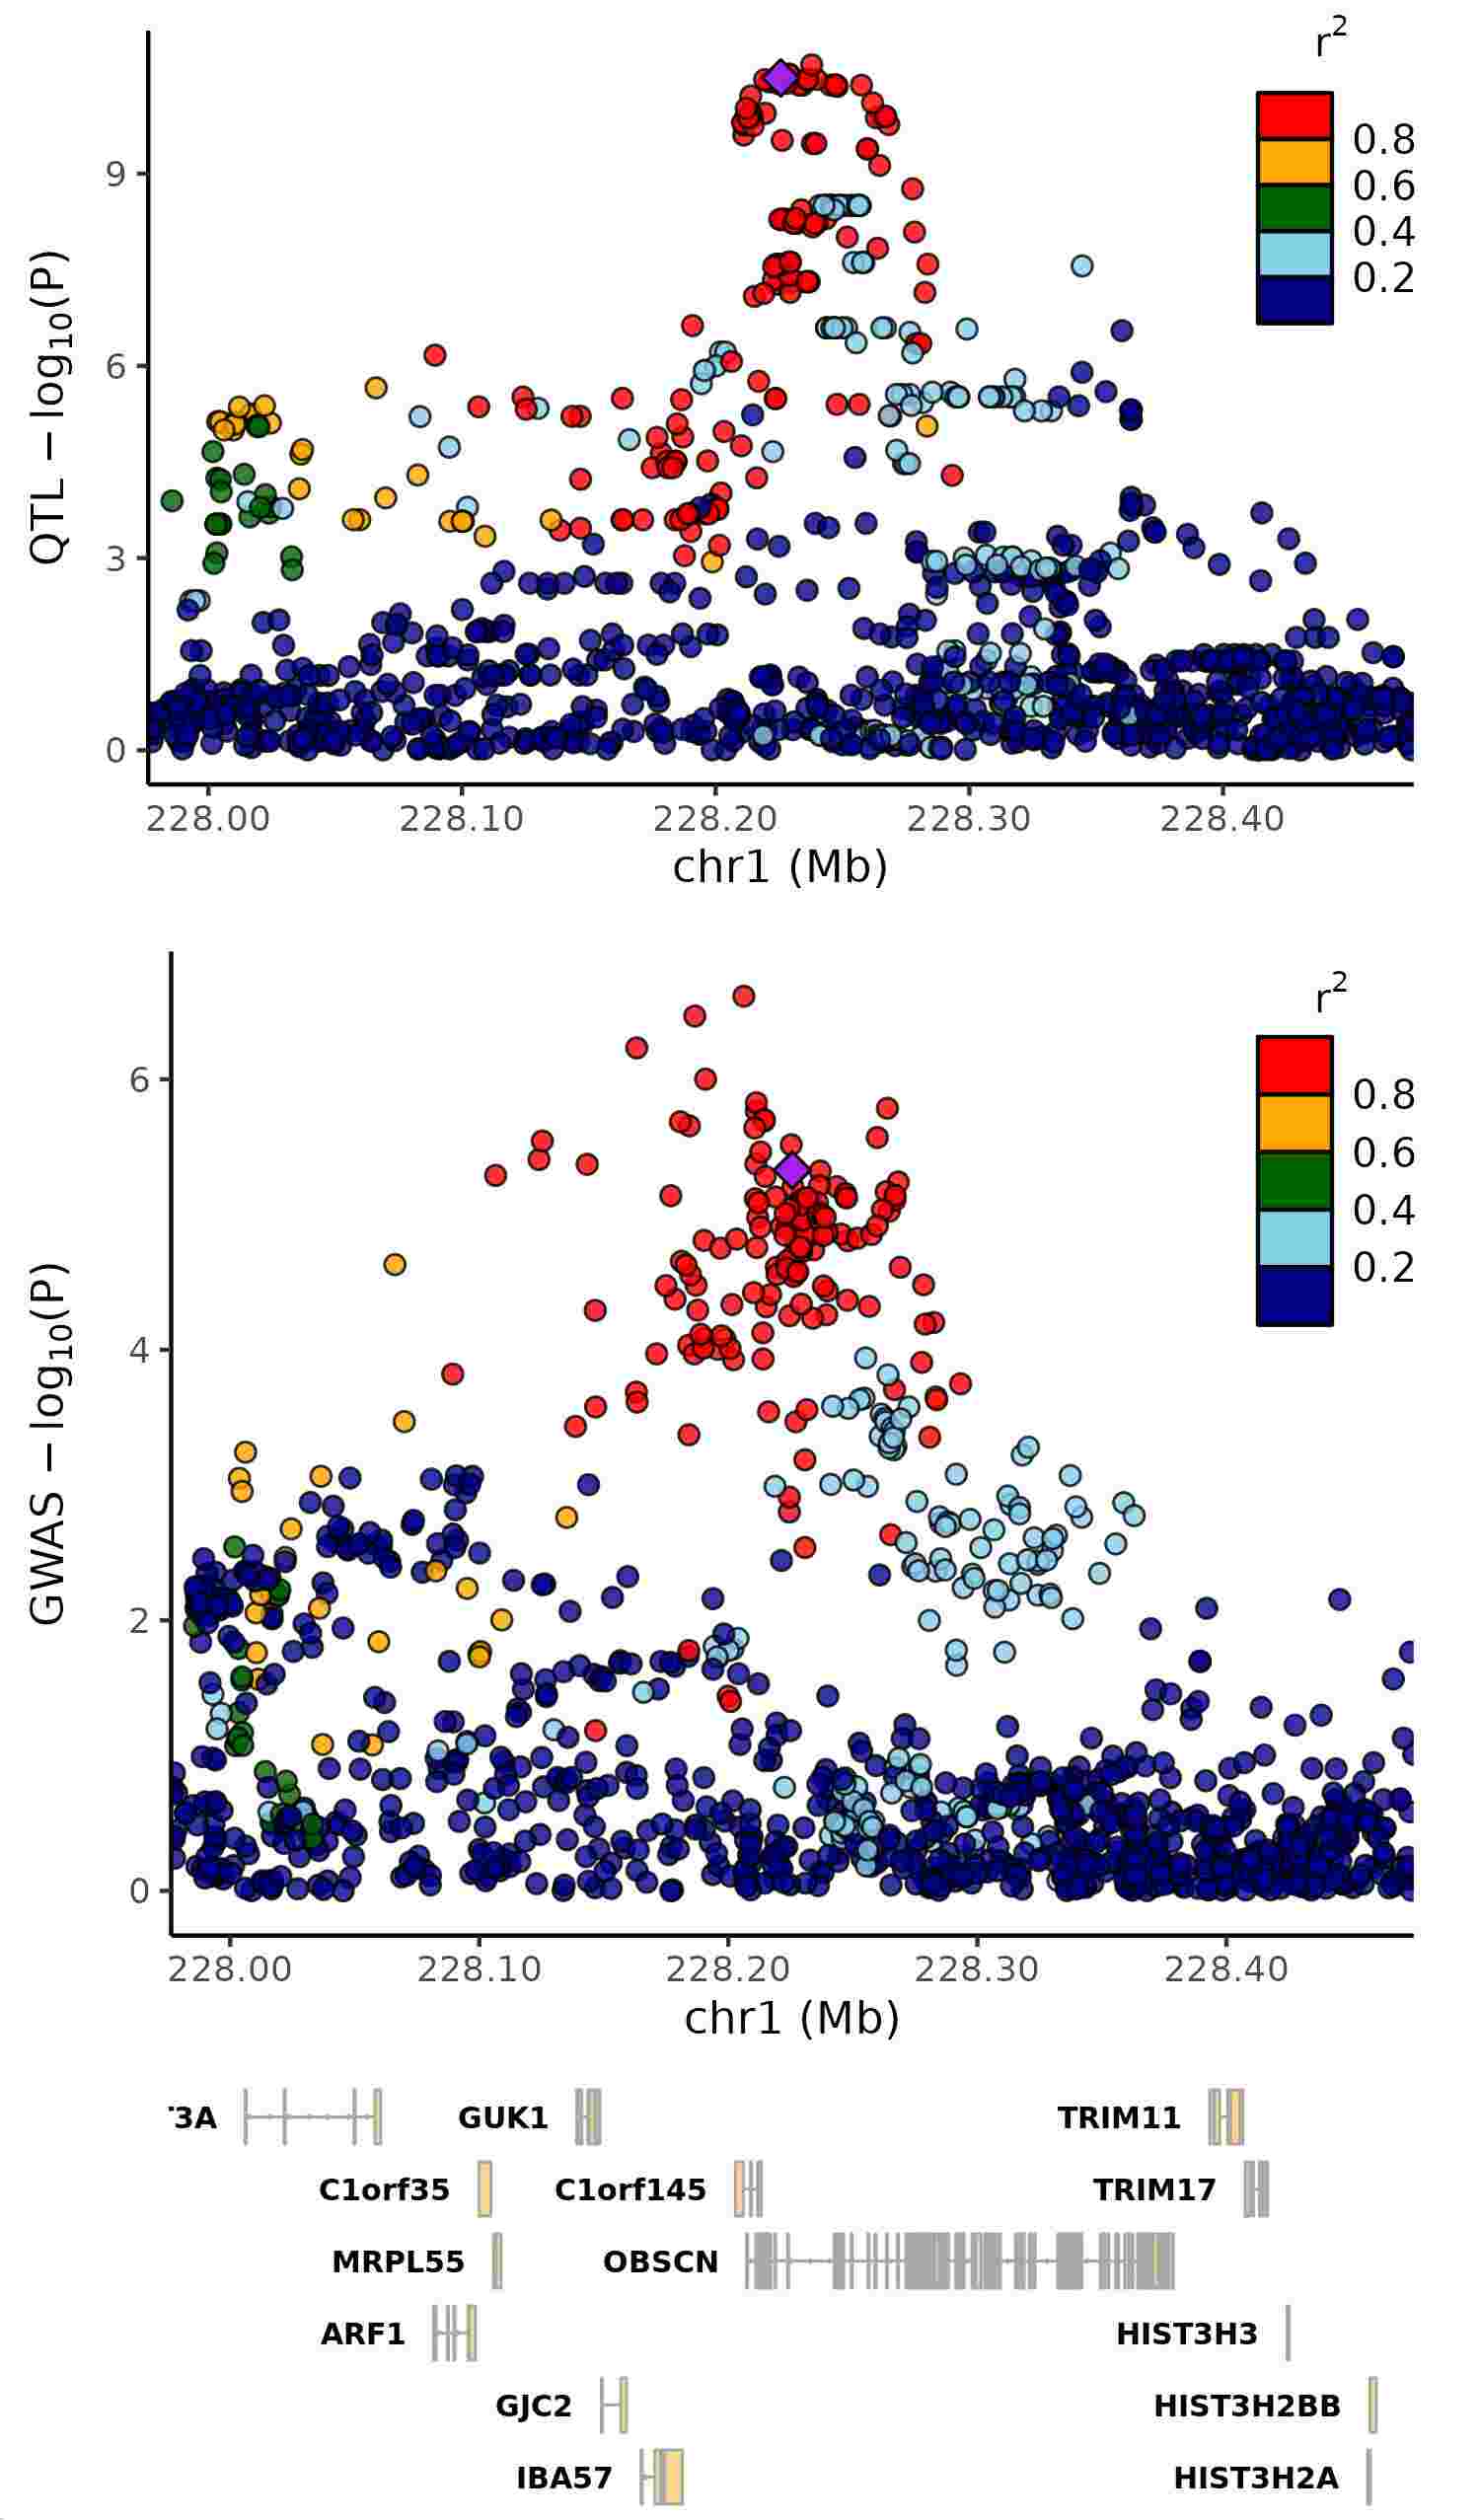 r2
0.8
0.6
0.4
0.2
QTL −log10(P)
9
6
3
0
228.00 228.10 228.20 228.30 228.40
chr1 (Mb)
r2
0.8
0.6
0.4
0.2
GWAS −log10(P)
6
4
2
0
228.00 228.10 228.20 228.30 228.40
chr1 (Mb)
3A GUK1 TRIM11
C1orf35 C1orf145 TRIM17
MRPL55 OBSCN
ARF1 HIST3H3
GJC2 HIST3H2BB
IBA57 HIST3H2A